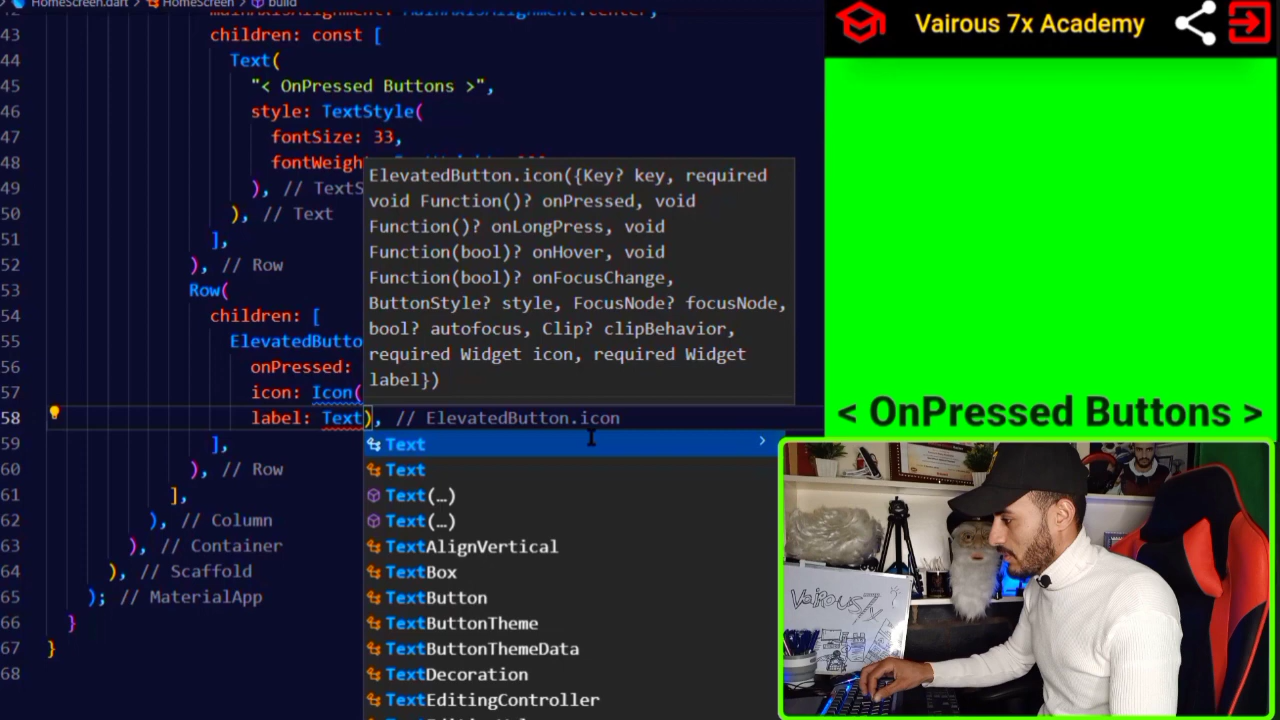 HomeScreen.dart > HomeScreen > build
43 children: const [
44 Text(
45 "< OnPressed Buttons >",
46 style: TextStyle(
47 fontSize: 33,
48 fontWeigh
49 ), // TextS
50 ), // Text
51 ],
52 ), // Row
53 Row(
54 children: [
55 ElevatedButto
56 onPressed:
57 icon: Icon(
58 label: Text), // ElevatedButton.icon
59 ],
60 ), // Row
61 ],
62 ), // Column
63 ), // Container
64 ), // Scaffold
65 ); // MaterialApp
66 }
67 }
68
ElevatedButton.icon({Key? key, required
void Function()? onPressed, void
Function()? onLongPress, void
Function(bool)? onHover, void
Function(bool)? onFocusChange,
ButtonStyle? style, FocusNode? focusNode,
bool? autofocus, Clip? clipBehavior,
required Widget icon, required Widget
label})
Text
Text
Text(…)
Text(…)
TextAlignVertical
TextBox
TextButton
TextButtonTheme
TextButtonThemeData
TextDecoration
TextEditingController
Vairous 7x Academy
< OnPressed Buttons >
Vairous7x